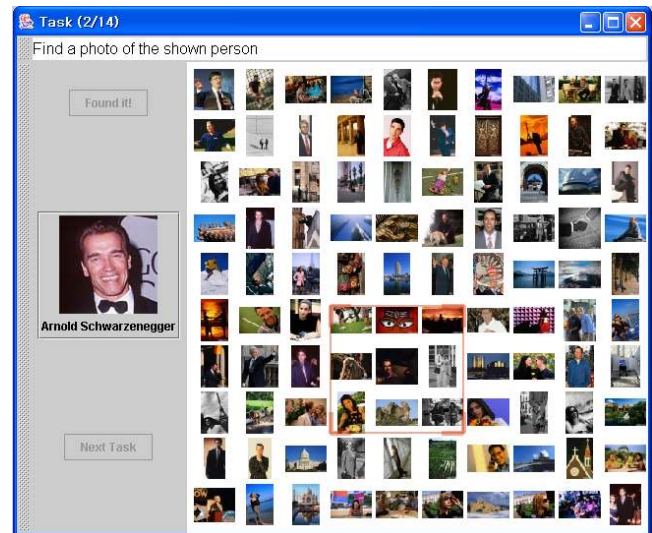 Task (2/14)
Find a photo of the shown person
Found it!
Arnold Schwarzenegger
Next Task